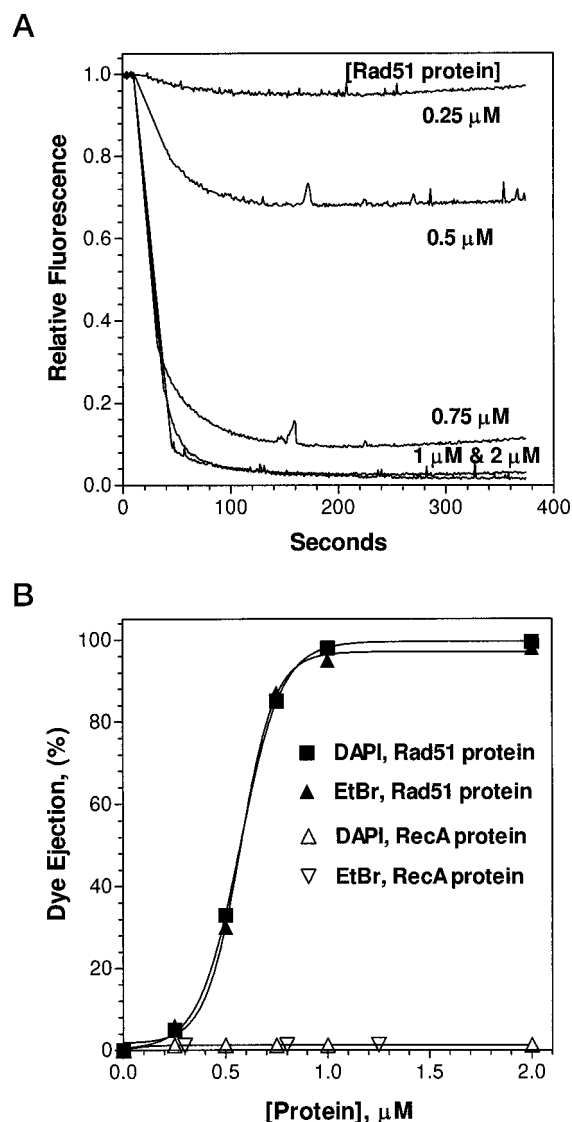 A
[Rad51 protein]
1.0
0.25 μM
0.8
0.5 μM
0.6
Relative Fluorescence
0.4
0.2
0.75 μM
1 μM & 2 μM
0.0
0 100 200 300 400
Seconds
B
100
80
DAPI, Rad51 protein
EtBr, Rad51 protein
60
DAPI, RecA protein
EtBr, RecA protein
Dye Ejection, (%)
40
20
0
0.0 0.5 1.0 1.5 2.0
[Protein], μM